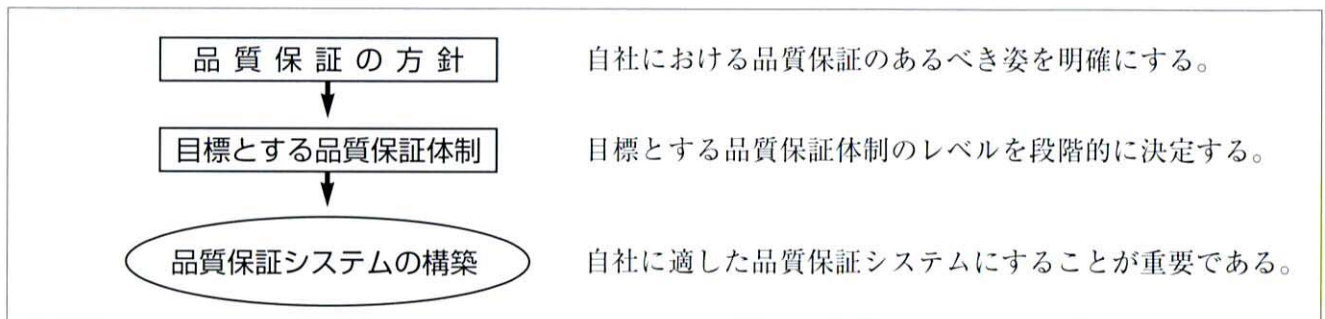 品質保証の方針
自社における品質保証のあるべき姿を明確にする。
目標とする品質保証体制
目標とする品質保証体制のレベルを段階的に決定する。
品質保証システムの構築
自社に適した品質保証システムにすることが重要である。